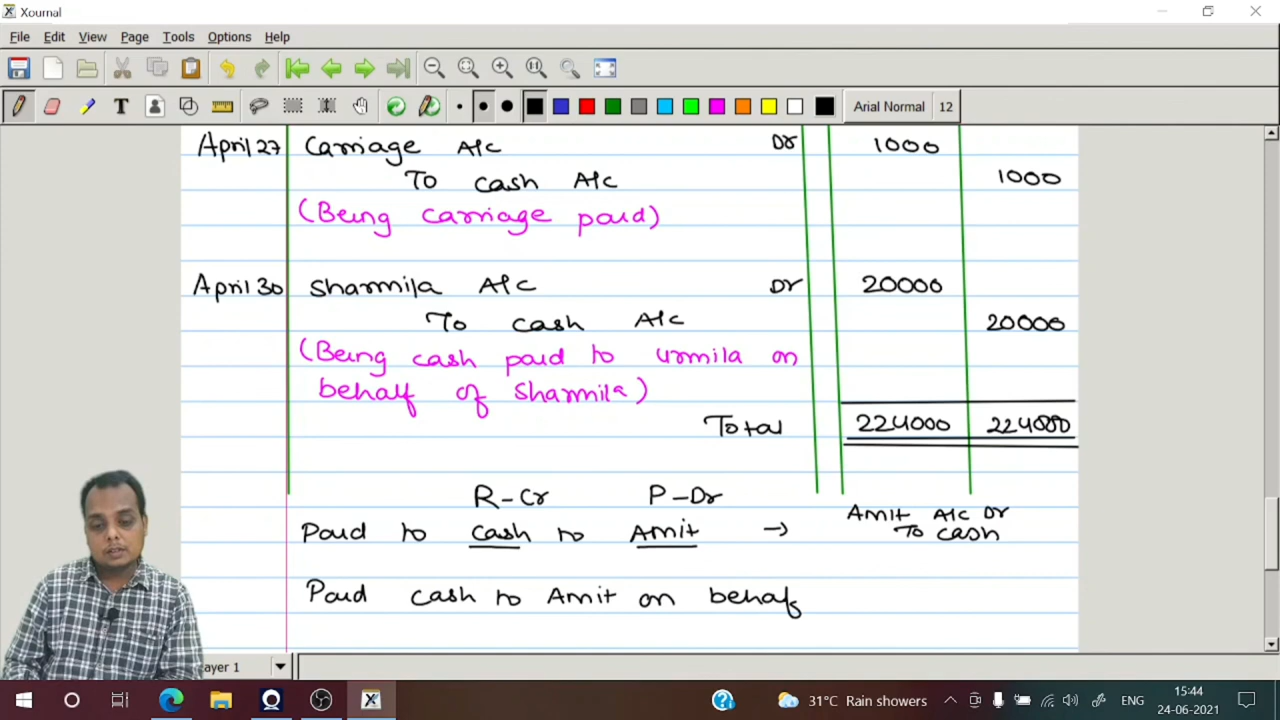 Xournal
File Edit View Page Tools Options Help
T Arial Normal 12
April 27 Carriage A/c Dr 1000
To cash A/c 1000
(Being carriage paid)
April 30 Sharmila A/c Dr 20000
To cash A/c 20000
(Being cash paid to urmila on
behalf of Sharmila)
Total 224000 224000
R-Cr P-Dr
Paid to cash to Amit → Amit A/c Dr
To cash
Paid cash to Amit on behalf
ayer 1
31°C Rain showers ENG 15:44
24-06-2021